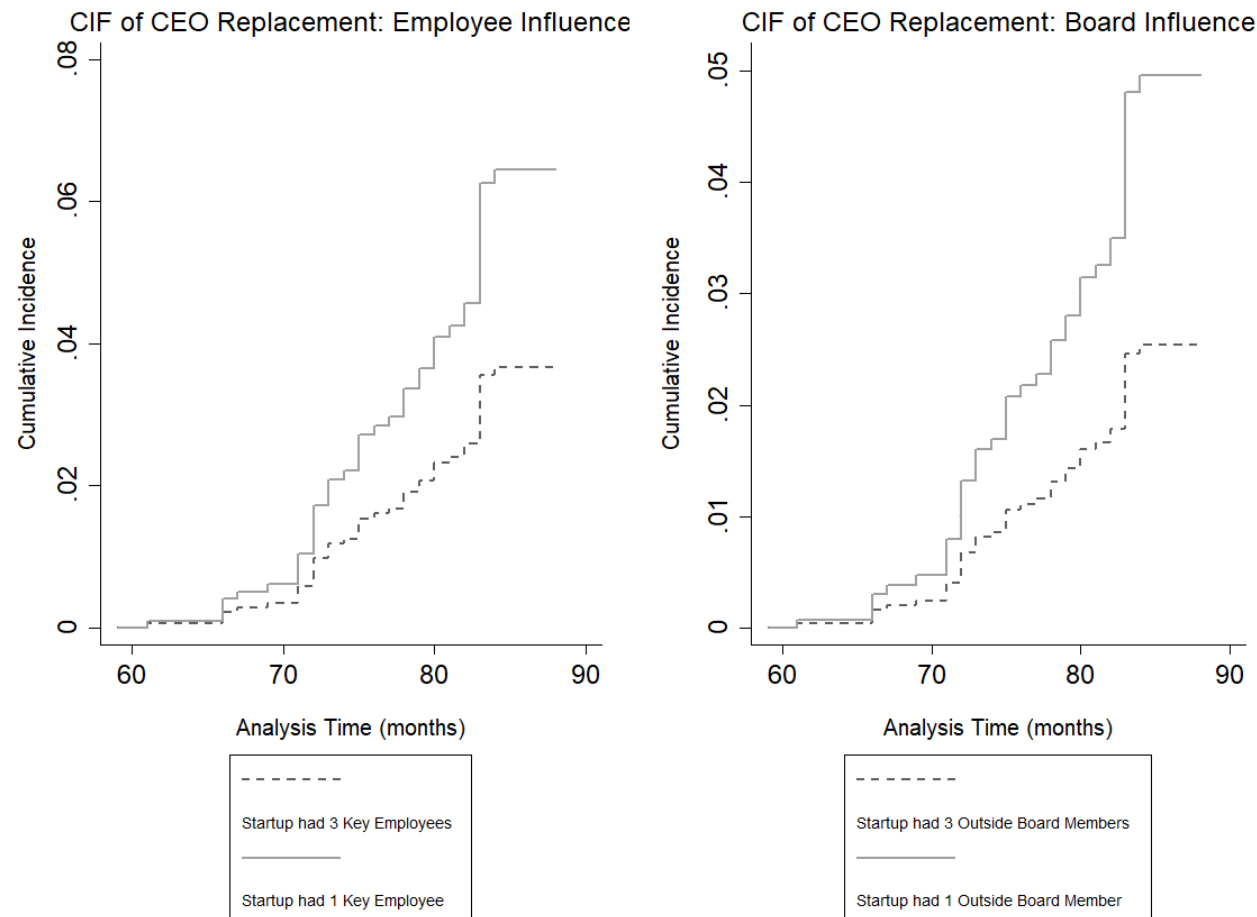 CIF of CEO Replacement: Employee Influence
.08
.06
.04
.02
0
Cumulative Incidence
60 70 80 90
Analysis Time (months)
Startup had 3 Key Employees
Startup had 1 Key Employee
CIF of CEO Replacement: Board Influence
.05
.04
.03
.02
.01
0
Cumulative Incidence
60 70 80 90
Analysis Time (months)
Startup had 3 Outside Board Members
Startup had 1 Outside Board Member